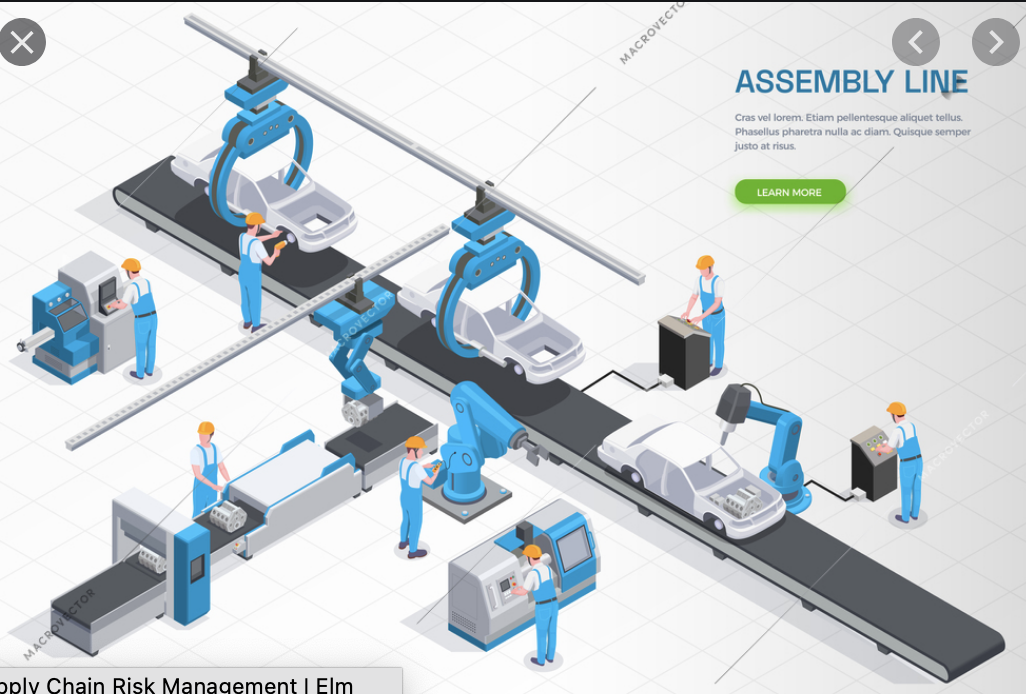 MACROVECTOR
ASSEMBLY LINE
Cras vel lorem. Etiam pellentesque aliquet tellus.
Phasellus pharetra nulla ac diam. Quisque semper
justo at risus.
LEARN MORE
MACROVECTOR
MACROVECTOR
MACROVECTOR
pply Chain Risk Management | Elm